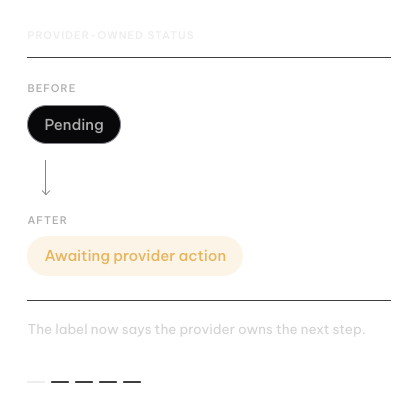 PROVIDER-OWNED STATUS
BEFORE
Pending
AFTER
Awaiting provider action
The label now says the provider owns the next step.